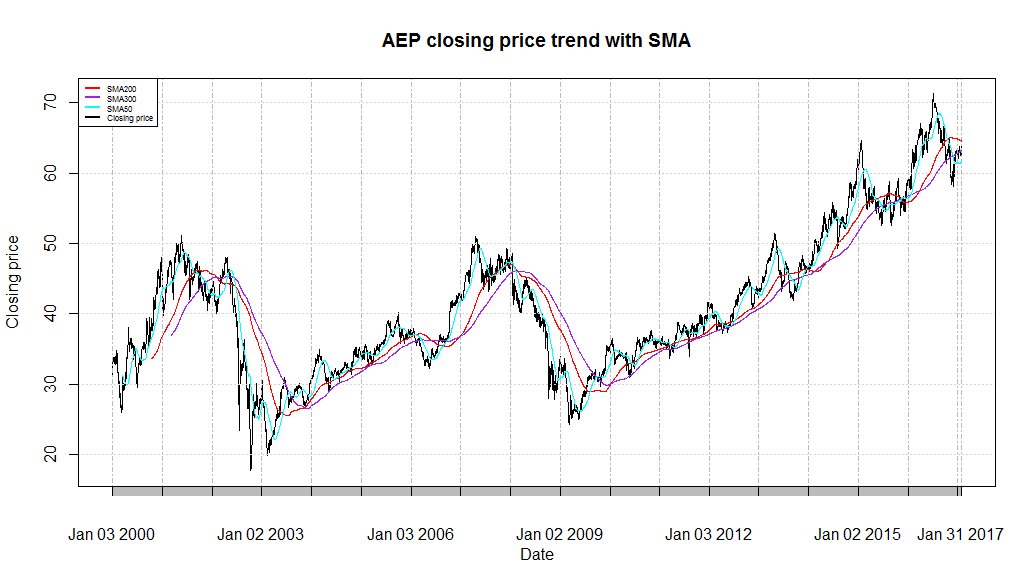 AEP closing price trend with SMA
SMA200
SMA300
SMA50
Closing price
70
60
50
40
30
20
Closing price
Jan 03 2000 Jan 02 2003 Jan 03 2006 Jan 02 2009 Jan 03 2012 Jan 02 2015 Jan 31 2017
Date